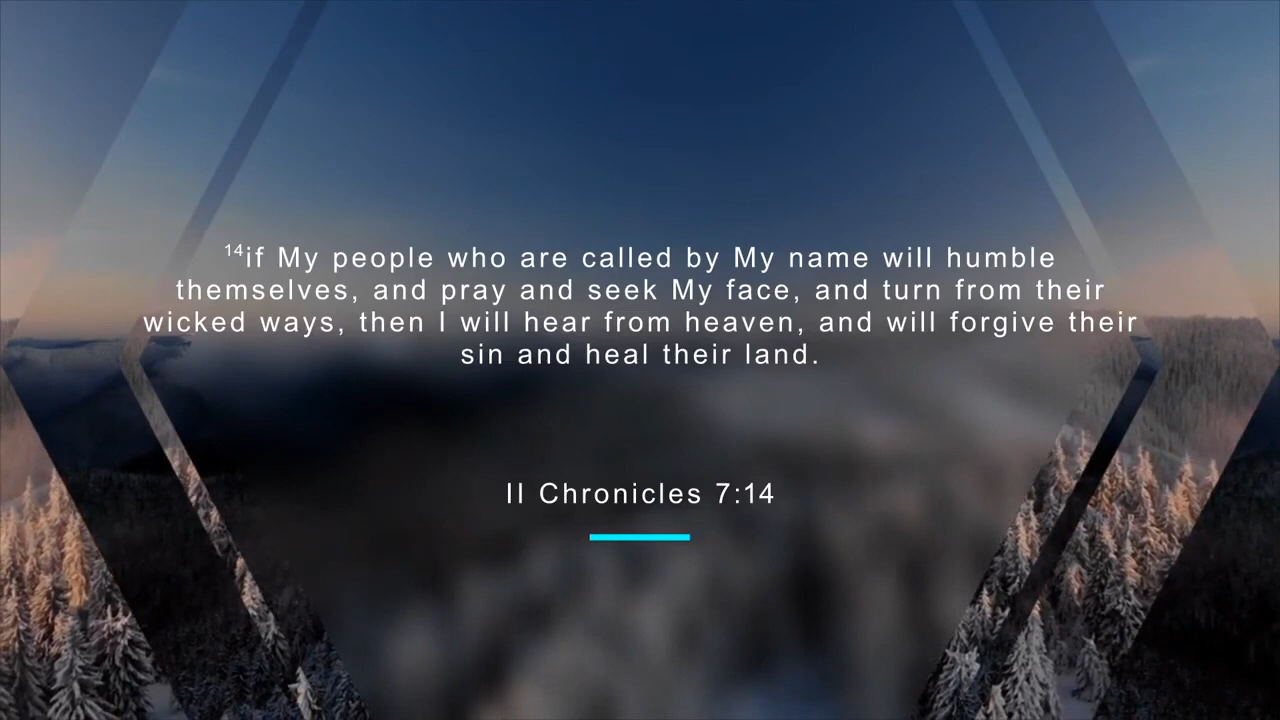 14if My people who are called by My name will humble
themselves, and pray and seek My face, and turn from their
wicked ways, then I will hear from heaven, and will forgive their
sin and heal their land.
II Chronicles 7:14